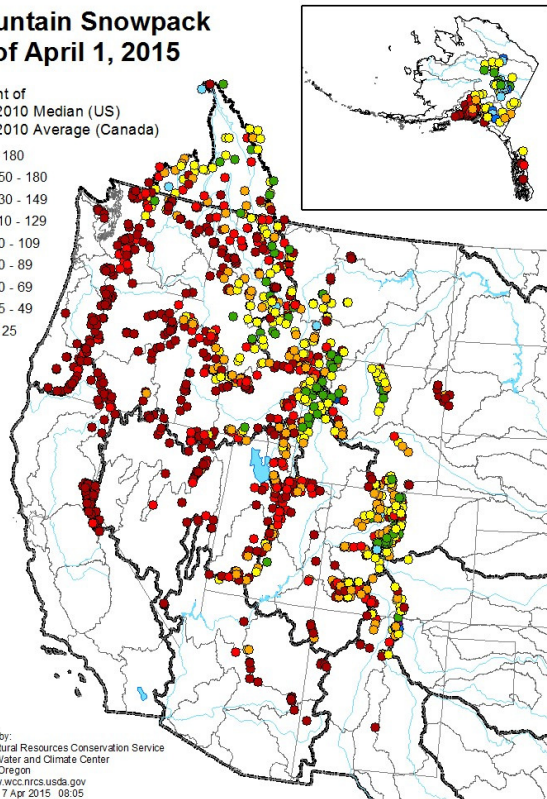 untain Snowpack
of April 1, 2015
nt of
2010 Median (US)
2010 Average (Canada)
180
50 - 180
30 - 149
10 - 129
0 - 109
0 - 89
0 - 69
5 - 49
25
by:
tural Resources Conservation Service
Water and Climate Center
Oregon
w.wcc.nrcs.usda.gov
7 Apr 2015 08:05